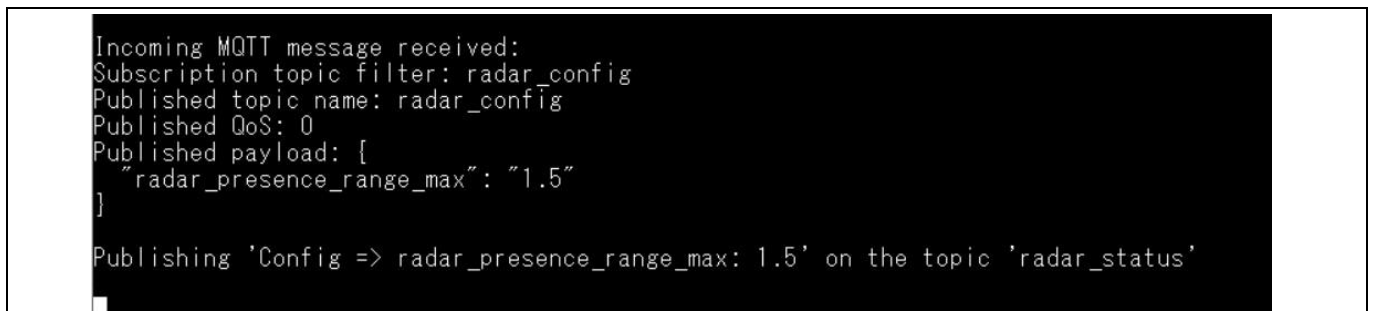 Incoming MQTT message received:
Subscription topic filter: radar_config
Published topic name: radar_config
Published QoS: 0
Published payload: {
  "radar_presence_range_max": "1.5"
}
Publishing 'Config => radar_presence_range_max: 1.5' on the topic 'radar_status'